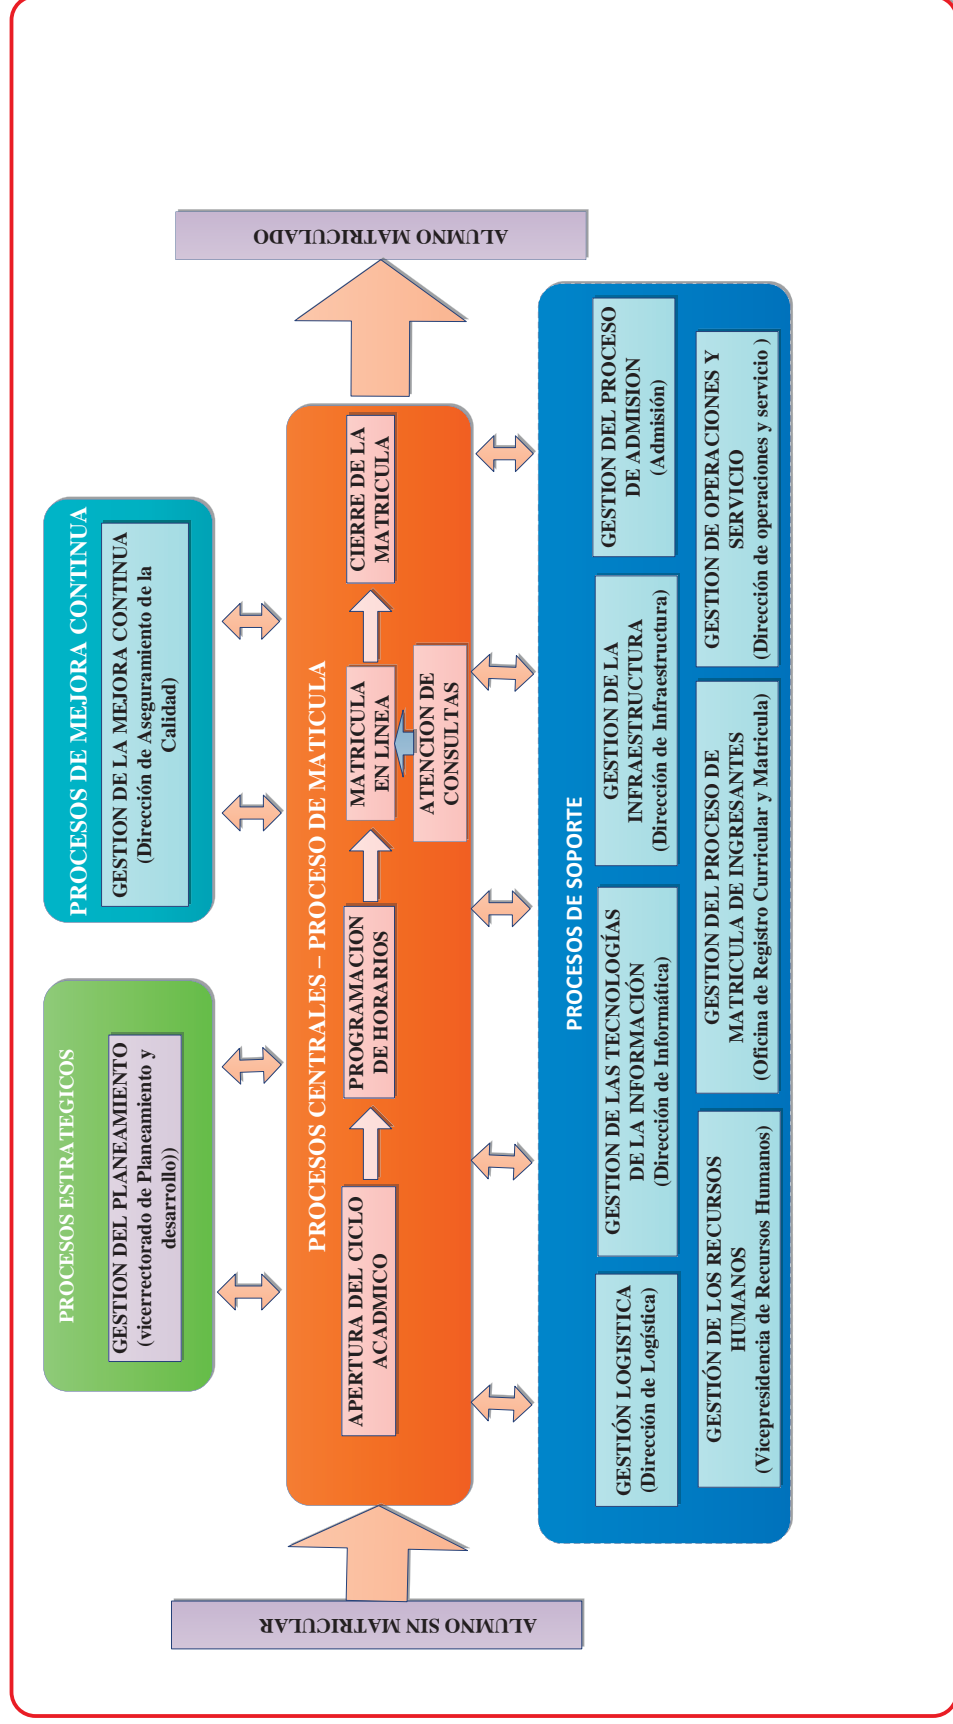 ALUMNO SIN MATRICULAR
PROCESOS ESTRATEGICOS
GESTION DEL PLANEAMIENTO
(vicerrectorado de Planeamiento y
desarrollo))
PROCESOS DE MEJORA CONTINUA
GESTION DE LA MEJORA CONTINUA
(Dirección de Aseguramiento de la
Calidad)
PROCESOS CENTRALES – PROCESO DE MATICULA
APERTURA DEL CICLO
ACADMICO
PROGRAMACION
DE HORARIOS
MATRICULA
EN LINEA
ATENCION DE
CONSULTAS
CIERRE DE LA
MATRICULA
ALUMNO MATRICULADO
PROCESOS DE SOPORTE
GESTIÓN LOGISTICA
(Dirección de Logística)
GESTION DE LAS TECNOLOGÍAS
DE LA INFORMACIÓN
(Dirección de Informática)
GESTION DE LA
INFRAESTRUCTURA
(Dirección de Infraestructura)
GESTION DEL PROCESO
DE ADMISION
(Admisión)
GESTIÓN DE LOS RECURSOS
HUMANOS
(Vicepresidencia de Recursos Humanos)
GESTION DEL PROCESO DE
MATRICULA DE INGRESANTES
(Oficina de Registro Curricular y Matricula)
GESTION DE OPERACIONES Y
SERVICIO
(Dirección de operaciones y servicio )